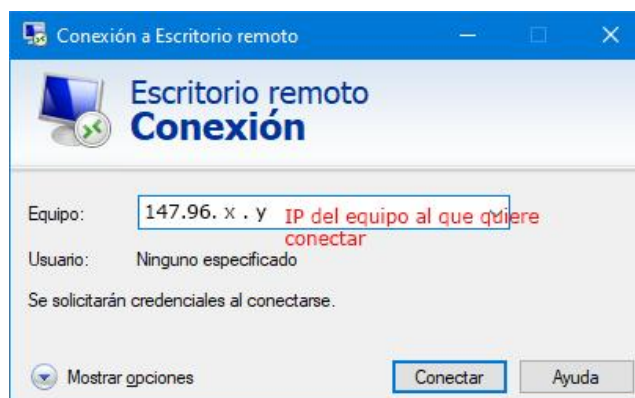 Conexión a Escritorio remoto
Escritorio remoto
Conexión
Equipo: 147.96. x . y IP del equipo al que quiere
conectar
Usuario: Ninguno especificado
Se solicitarán credenciales al conectarse.
Mostrar opciones Conectar Ayuda